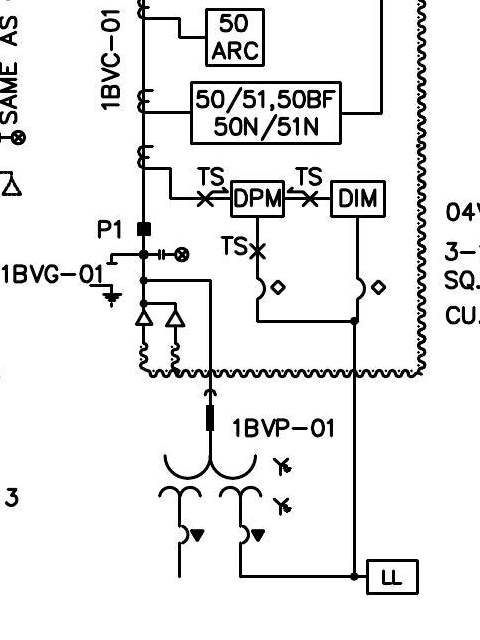 SAME AS
1BVC-01
50
ARC
50/51,50BF
50N/51N
TS
TS
DPM
DIM
04
P1
TS
3-
1BVG-01
SQ.
CU.
1BVP-01
3
LL